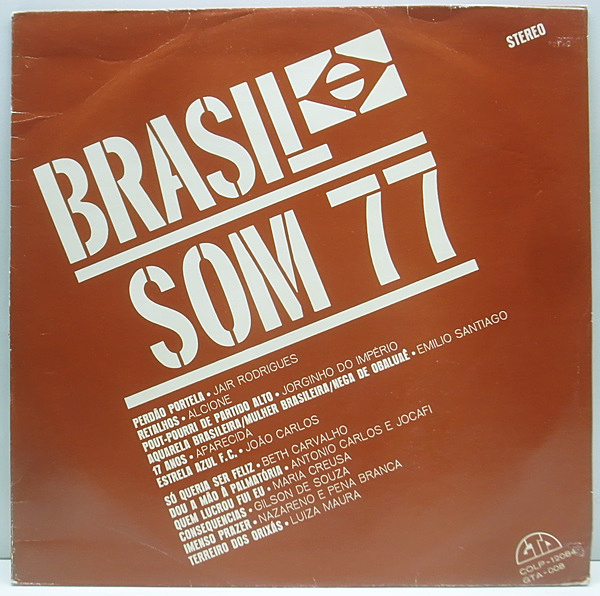 STEREO
BRASIL
SOM 77
PERDÃO PORTELA • JAIR RODRIGUES
RETALHOS • ALCIONE
POUT-POURRI DE PARTIDO ALTO • JORGINHO DO IMPÉRIO
AQUARELA BRASILEIRA/MULHER BRASILEIRA/NEGA DE OBALUAÊ • EMILIO SANTIAGO
17 ANOS • APARECIDA
ESTRELA AZUL F.C. • JOÃO CARLOS
SÓ QUERIA SER FELIZ • BETH CARVALHO
DOU A MÃO À PALMATÓRIA • ANTONIO CARLOS E JOCAFI
QUEM LUCROU FUI EU • MARIA CREUSA
CONSEQUENCIAS • GILSON DE SOUZA
IMENSO PRAZER • NAZARENO E PENA BRANCA
TERREIRO DOS ORIXÁS • LUIZA MAURA
GTA
COLP-12084
GTA-008